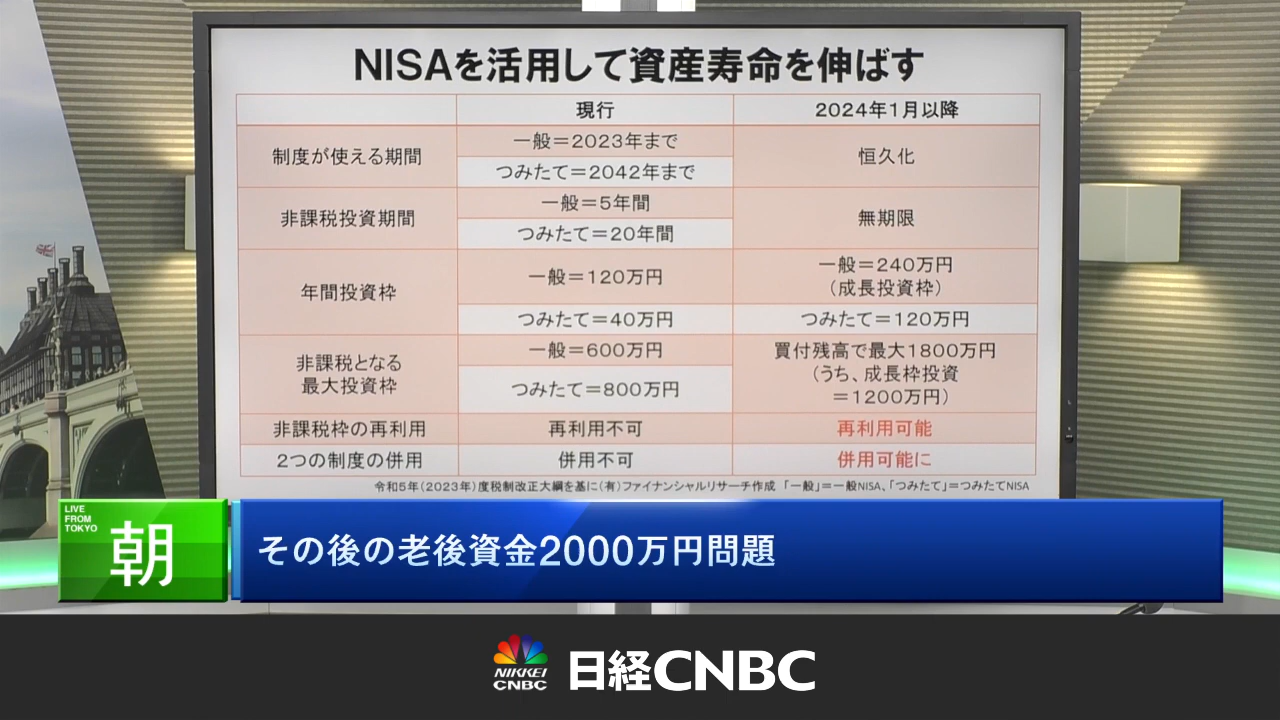 NISAを活用して資産寿命を伸ばす
現行
2024年1月以降
制度が使える期間
一般＝2023年まで
つみたて＝2042年まで
恒久化
非課税投資期間
一般＝5年間
つみたて＝20年間
無期限
年間投資枠
一般＝120万円
つみたて＝40万円
一般＝240万円
（成長投資枠）
つみたて＝120万円
非課税となる
最大投資枠
一般＝600万円
つみたて＝800万円
買付残高で最大1800万円
（うち、成長枠投資
＝1200万円）
非課税枠の再利用
再利用不可
再利用可能
2つの制度の併用
併用不可
併用可能に
令和5年（2023年）度税制改正大綱を基に（有）ファイナンシャルリサーチ作成 「一般」＝一般NISA、「つみたて」＝つみたてNISA
LIVE
FROM
TOKYO
朝
その後の老後資金2000万円問題
NIKKEI
CNBC
日経CNBC